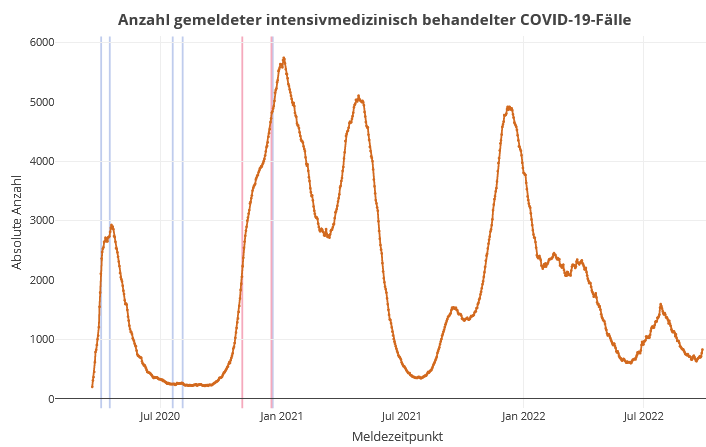 Anzahl gemeldeter intensivmedizinisch behandelter COVID-19-Fälle
6000
5000
4000
3000
2000
1000
0
Absolute Anzahl
Jul 2020
Jan 2021
Jul 2021
Jan 2022
Jul 2022
Meldezeitpunkt